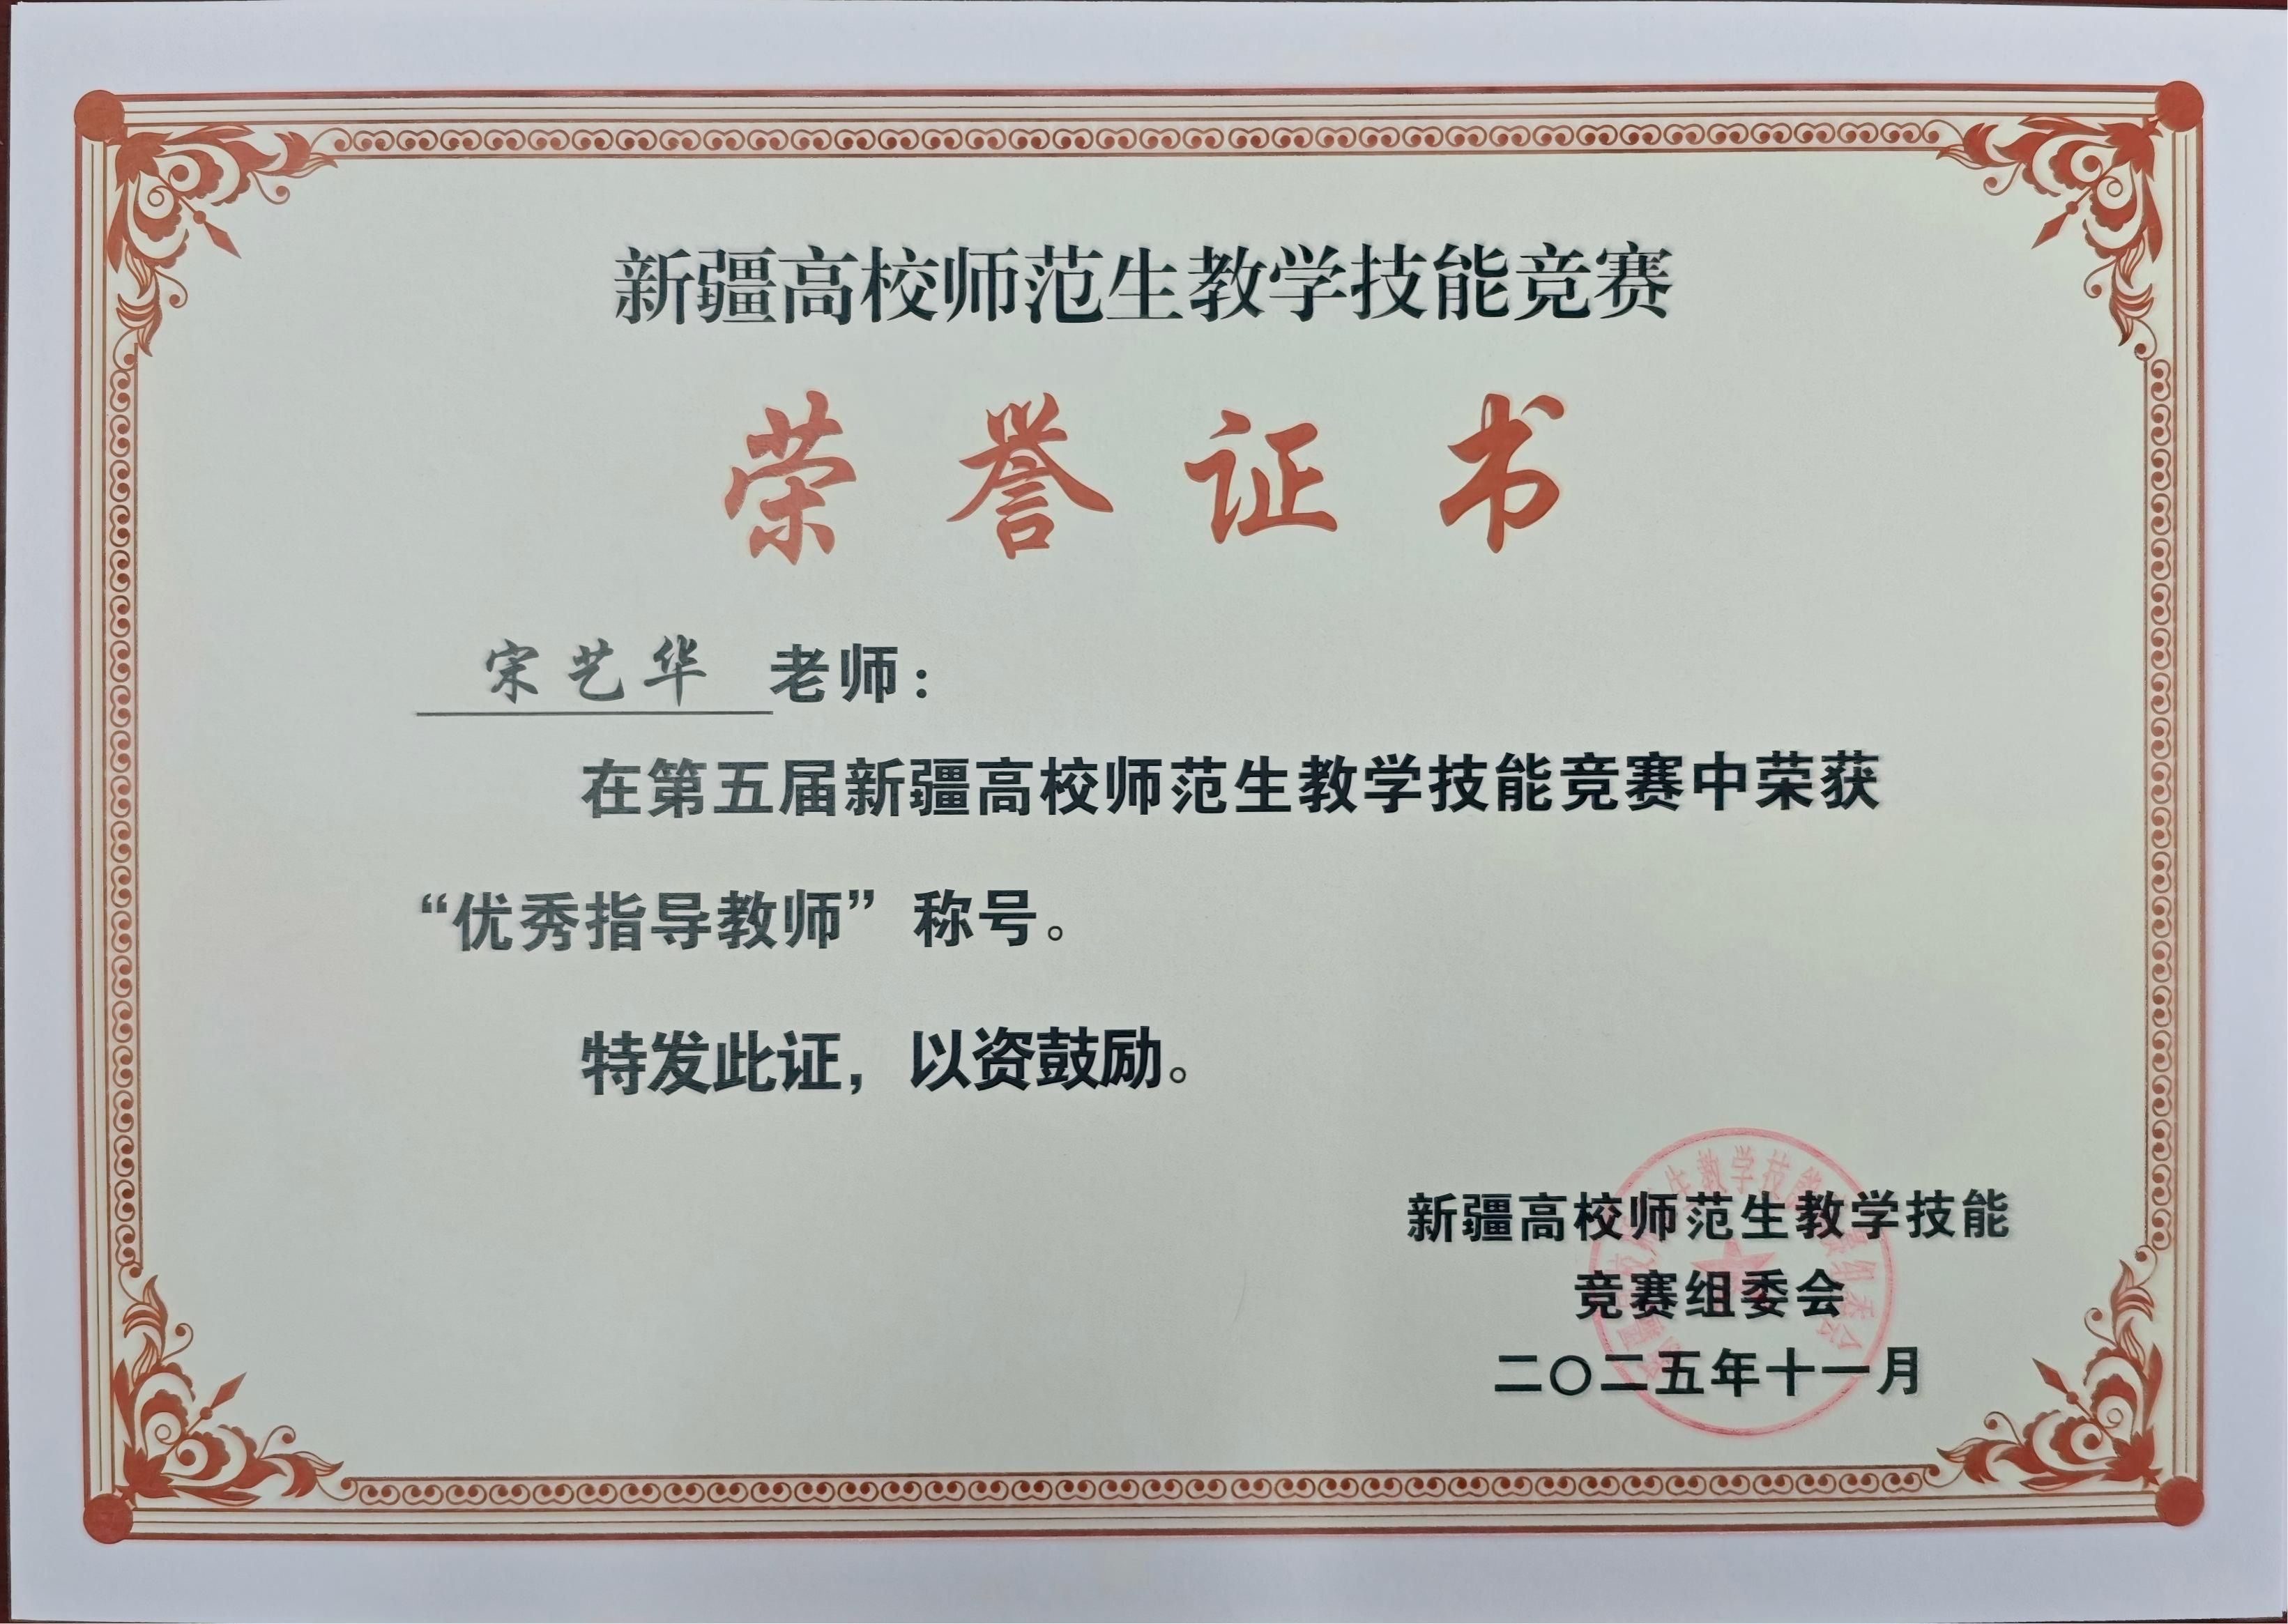 新疆高校师范生教学技能竞赛
荣誉证书
宋艺华 老师：
在第五届新疆高校师范生教学技能竞赛中荣获
“优秀指导教师”称号。
特发此证，以资鼓励。
新疆高校师范生教学技能
竞赛组委会
二〇二五年十一月